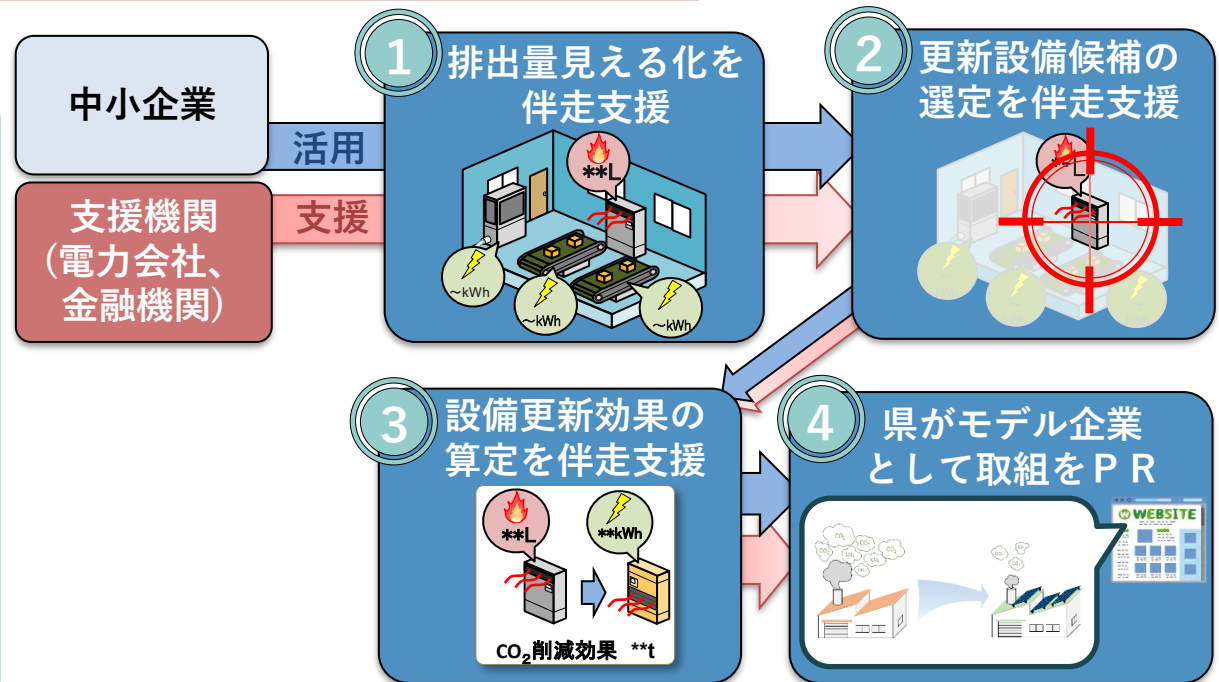 中小企業
活用
支援機関
(電力会社、
金融機関)
支援
1
排出量見える化を
伴走支援
**L
~kWh
~kWh
~kWh
2
更新設備候補の
選定を伴走支援
3
設備更新効果の
算定を伴走支援
**L
**kWh
CO₂削減効果 **t
4
県がモデル企業
として取組をPR
WEBSITE
CO₂
CO₂
CO₂
CO₂